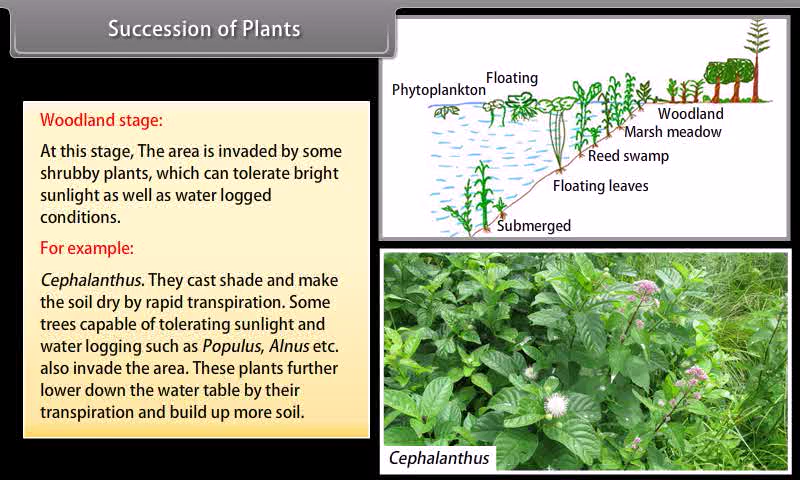 Succession of Plants
Woodland stage:
At this stage, The area is invaded by some
shrubby plants, which can tolerate bright
sunlight as well as water logged
conditions.
For example:
Cephalanthus. They cast shade and make
the soil dry by rapid transpiration. Some
trees capable of tolerating sunlight and
water logging such as Populus, Alnus etc.
also invade the area. These plants further
lower down the water table by their
transpiration and build up more soil.
Floating
Phytoplankton
Woodland
Marsh meadow
Reed swamp
Floating leaves
Submerged
Cephalanthus